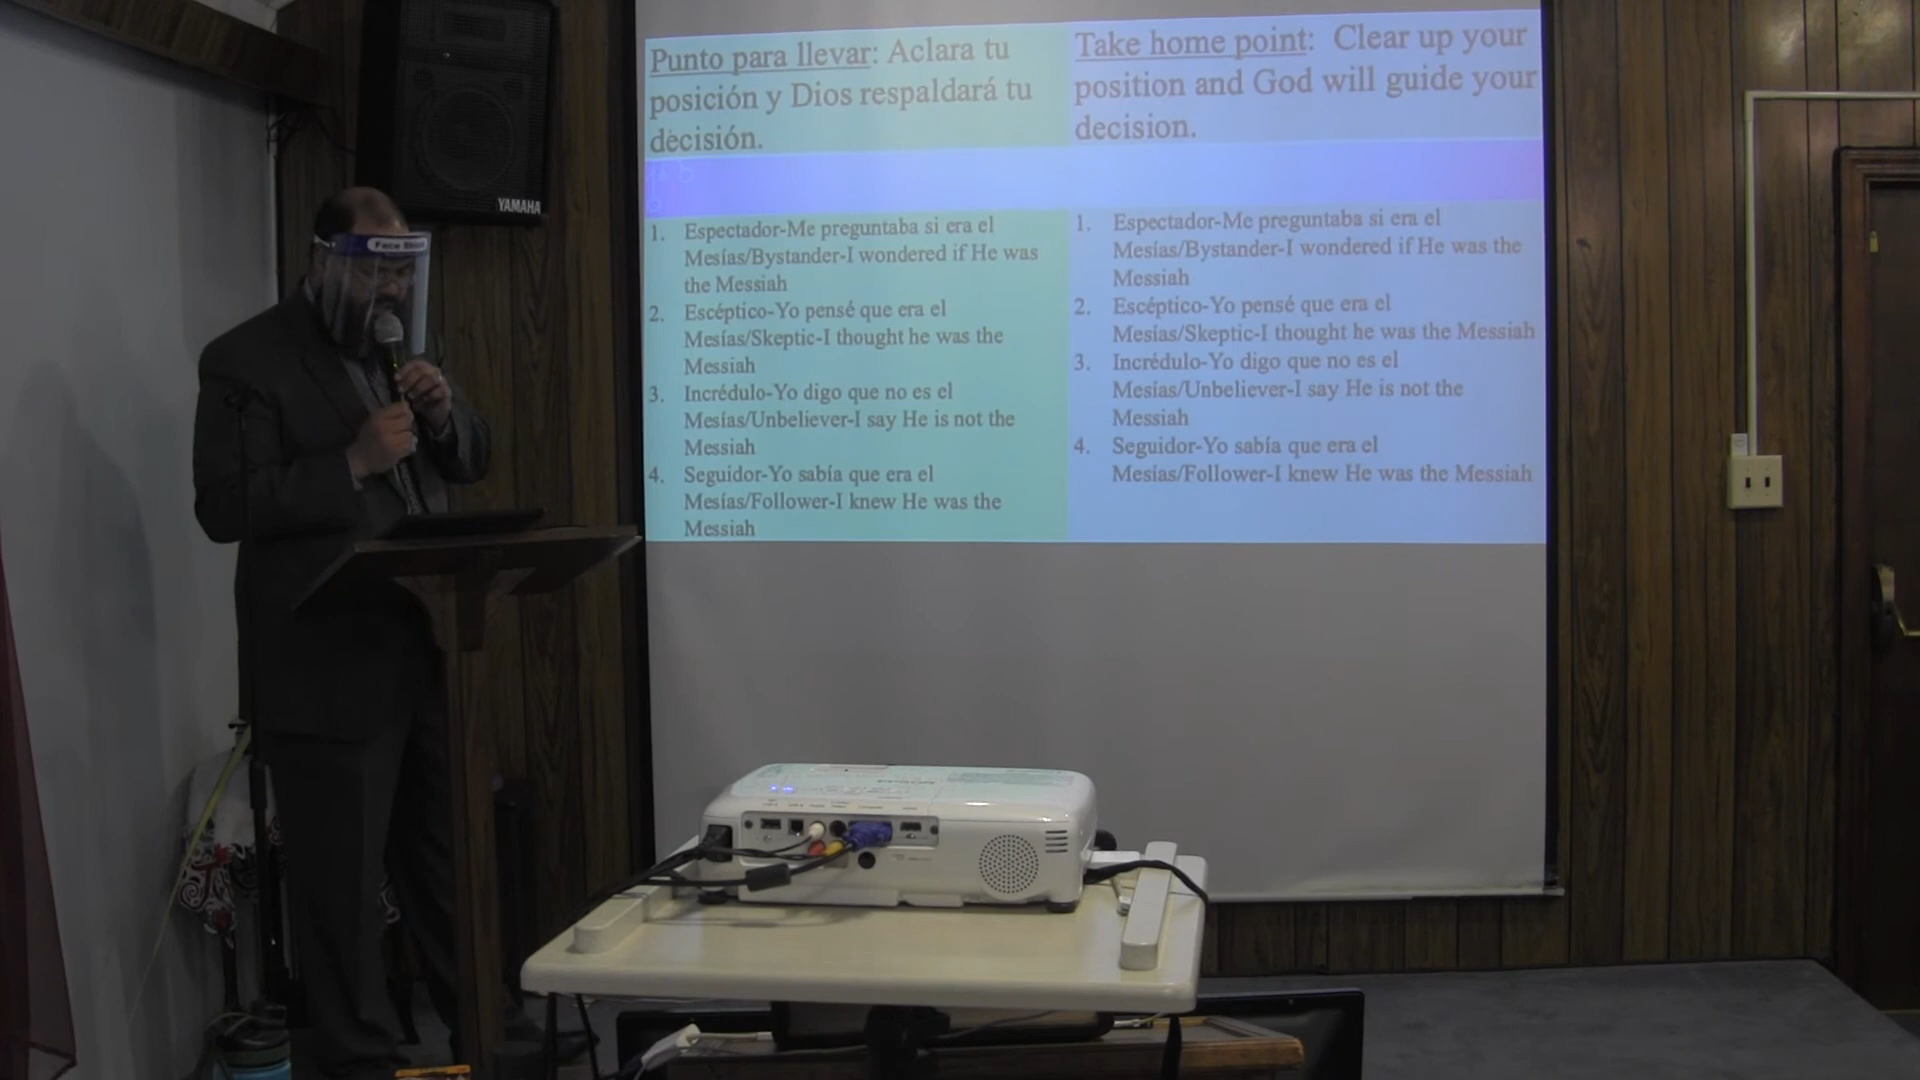 YAMAHA
Face Shield
Punto para llevar: Aclara tu
posición y Dios respaldará tu
decisión.
Take home point: Clear up your
position and God will guide your
decision.
1. Espectador-Me preguntaba si era el
Mesías/Bystander-I wondered if He was
the Messiah
2. Escéptico-Yo pensé que era el
Mesías/Skeptic-I thought he was the
Messiah
3. Incrédulo-Yo digo que no es el
Mesías/Unbeliever-I say He is not the
Messiah
4. Seguidor-Yo sabía que era el
Mesías/Follower-I knew He was the
Messiah
1. Espectador-Me preguntaba si era el
Mesías/Bystander-I wondered if He was the
Messiah
2. Escéptico-Yo pensé que era el
Mesías/Skeptic-I thought he was the Messiah
3. Incrédulo-Yo digo que no es el
Mesías/Unbeliever-I say He is not the
Messiah
4. Seguidor-Yo sabía que era el
Mesías/Follower-I knew He was the Messiah